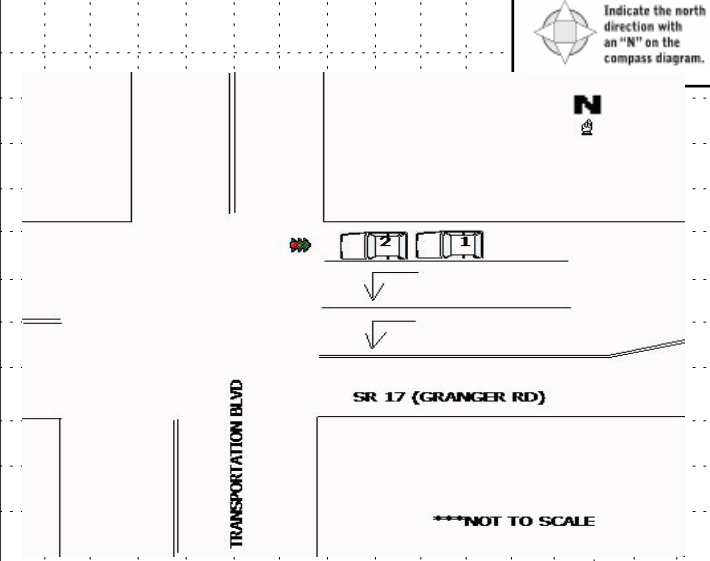 Indicate the north
direction with
an "N" on the
compass diagram.
N
2
1
SR 17 (GRANGER RD)
TRANSPORTATION BLVD
***NOT TO SCALE